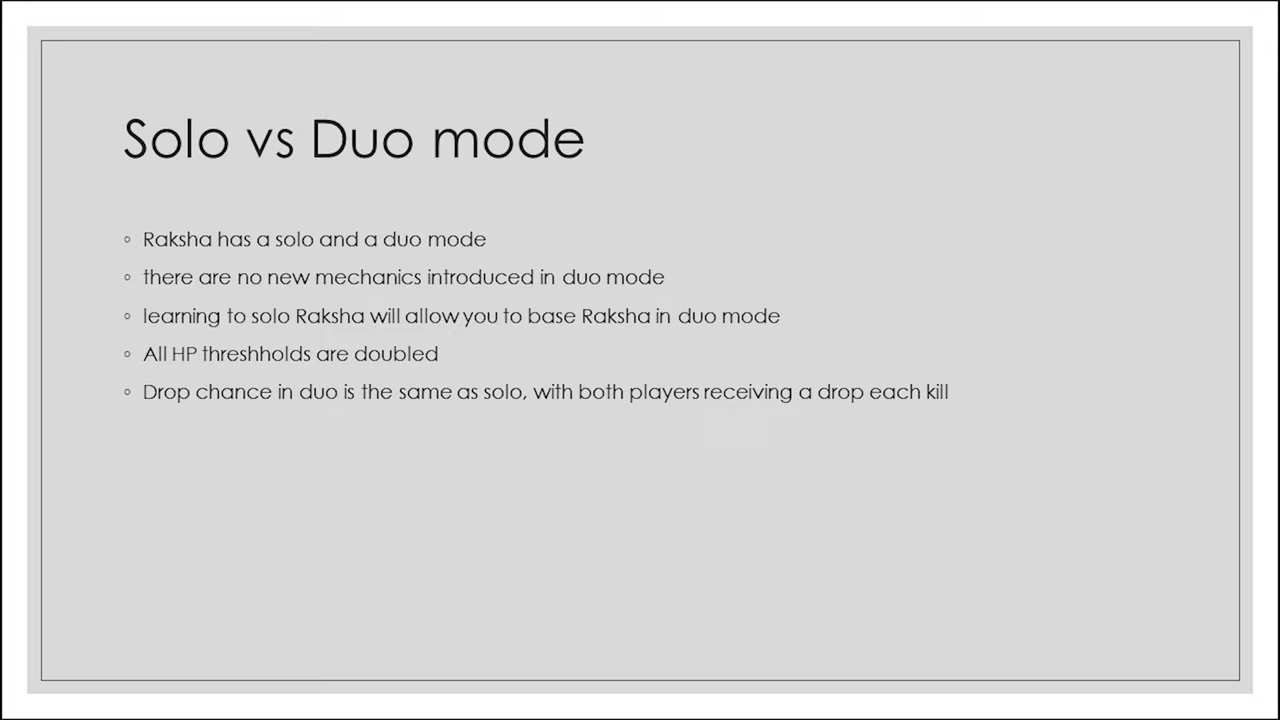 Solo vs Duo mode
Raksha has a solo and a duo mode
there are no new mechanics introduced in duo mode
learning to solo Raksha will allow you to base Raksha in duo mode
All HP threshholds are doubled
Drop chance in duo is the same as solo, with both players receiving a drop each kill